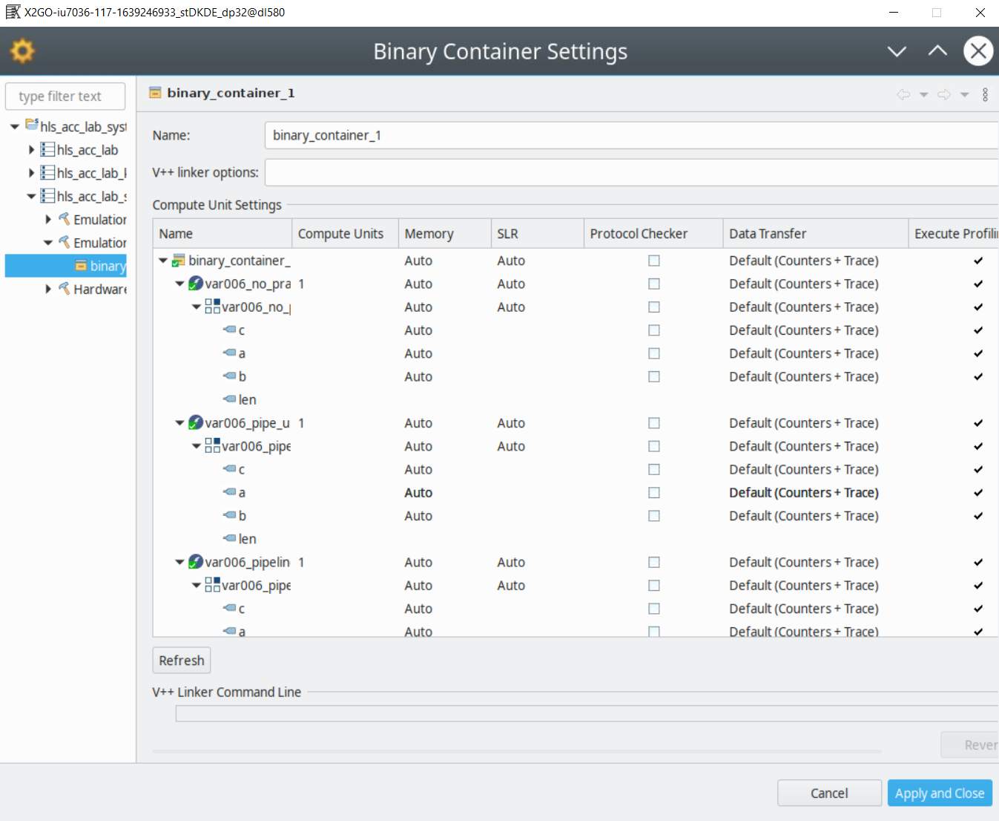 X2GO-iu7036-117-1639246933_stDKDE_dp32@dl580
Binary Container Settings
type filter text
hls_acc_lab_syst
hls_acc_lab
hls_acc_lab_k
hls_acc_lab_s
Emulation
Emulation
binary
Hardware
binary_container_1
Name: binary_container_1
V++ linker options:
Compute Unit Settings
Name Compute Units Memory SLR Protocol Checker Data Transfer Execute Profili
binary_container_ Auto Auto Default (Counters + Trace)
var006_no_pra 1 Auto Auto Default (Counters + Trace)
var006_no_p Auto Auto Default (Counters + Trace)
c Auto Default (Counters + Trace)
a Auto Default (Counters + Trace)
b Auto Default (Counters + Trace)
len
var006_pipe_u 1 Auto Auto Default (Counters + Trace)
var006_pipe Auto Auto Default (Counters + Trace)
c Auto Default (Counters + Trace)
a Auto Default (Counters + Trace)
b Auto Default (Counters + Trace)
len
var006_pipelin 1 Auto Auto Default (Counters + Trace)
var006_pipe Auto Auto Default (Counters + Trace)
c Auto Default (Counters + Trace)
a Auto Default (Counters + Trace)
Refresh
V++ Linker Command Line
Rever
Cancel
Apply and Close